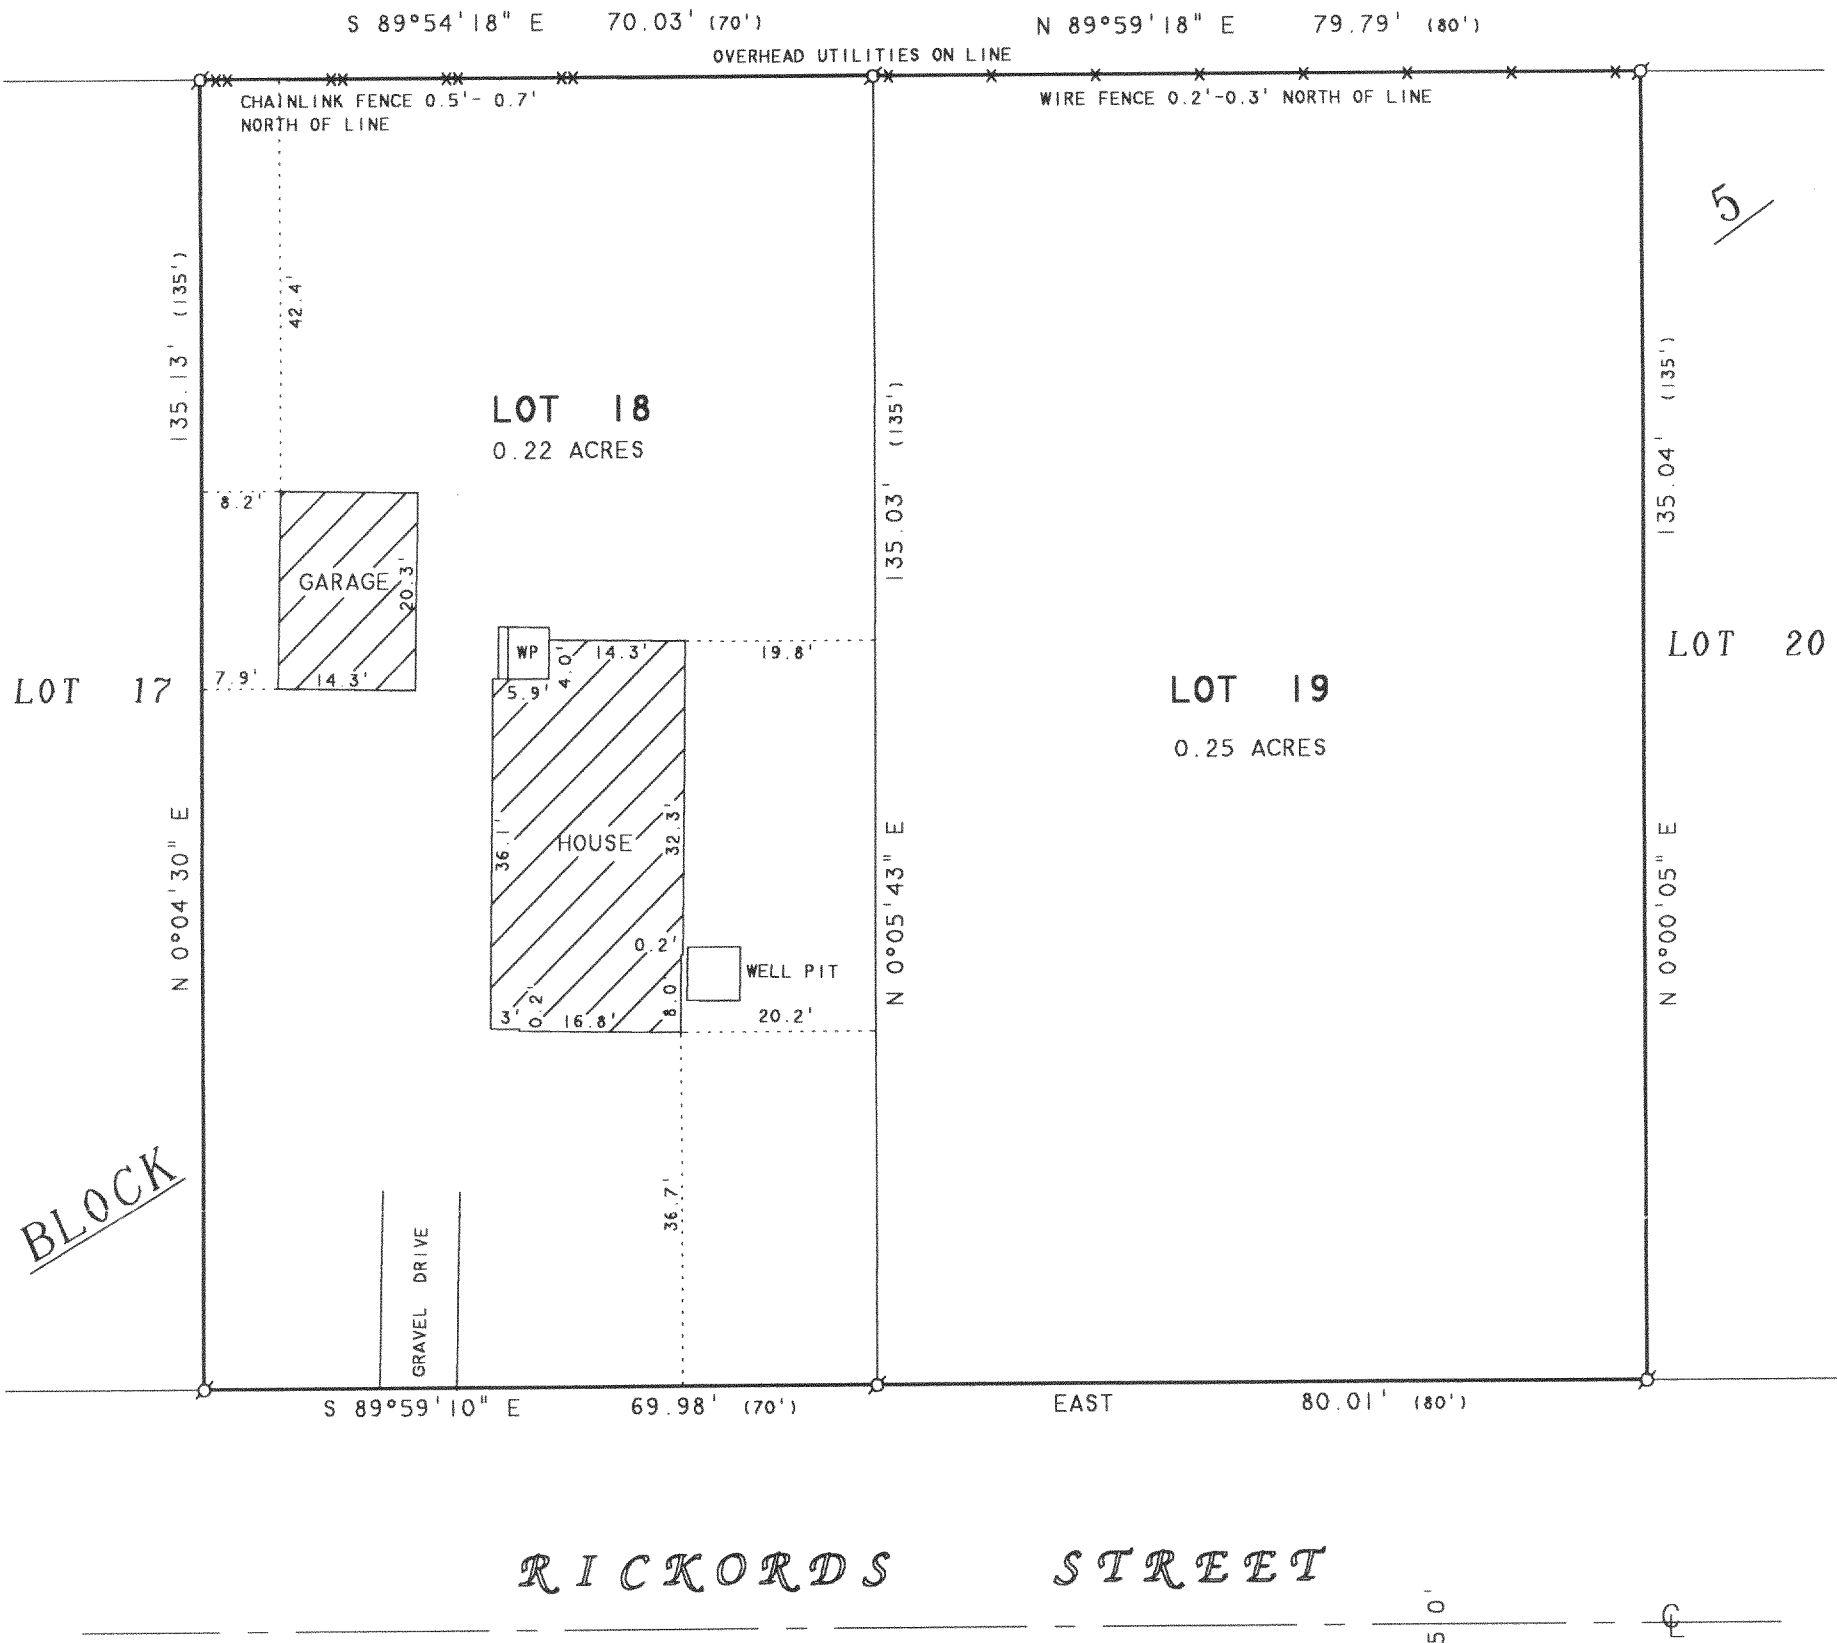 S 89°54'18" E 70.03' (70') N 89°59'18" E 79.79' (80')
OVERHEAD UTILITIES ON LINE
CHAINLINK FENCE 0.5'- 0.7'
NORTH OF LINE
WIRE FENCE 0.2'-0.3' NORTH OF LINE
5
135.13' (135')
42.4'
LOT 18
0.22 ACRES
135.03' (135')
135.04' (135')
8.2'
GARAGE
20.3'
7.9'
14.3'
LOT 17
WP
4.0'
14.3'
19.8'
5.9'
LOT 19
0.25 ACRES
LOT 20
N 0°04'30" E
36.1'
HOUSE
32.3'
N 0°05'43" E
N 0°00'05" E
0.2'
WELL PIT
3'
0.2'
16.8'
8.0'
20.2'
BLOCK
36.7'
GRAVEL DRIVE
S 89°59'10" E 69.98' (70') EAST 80.01' (80')
RICKORDS STREET
50'
CL